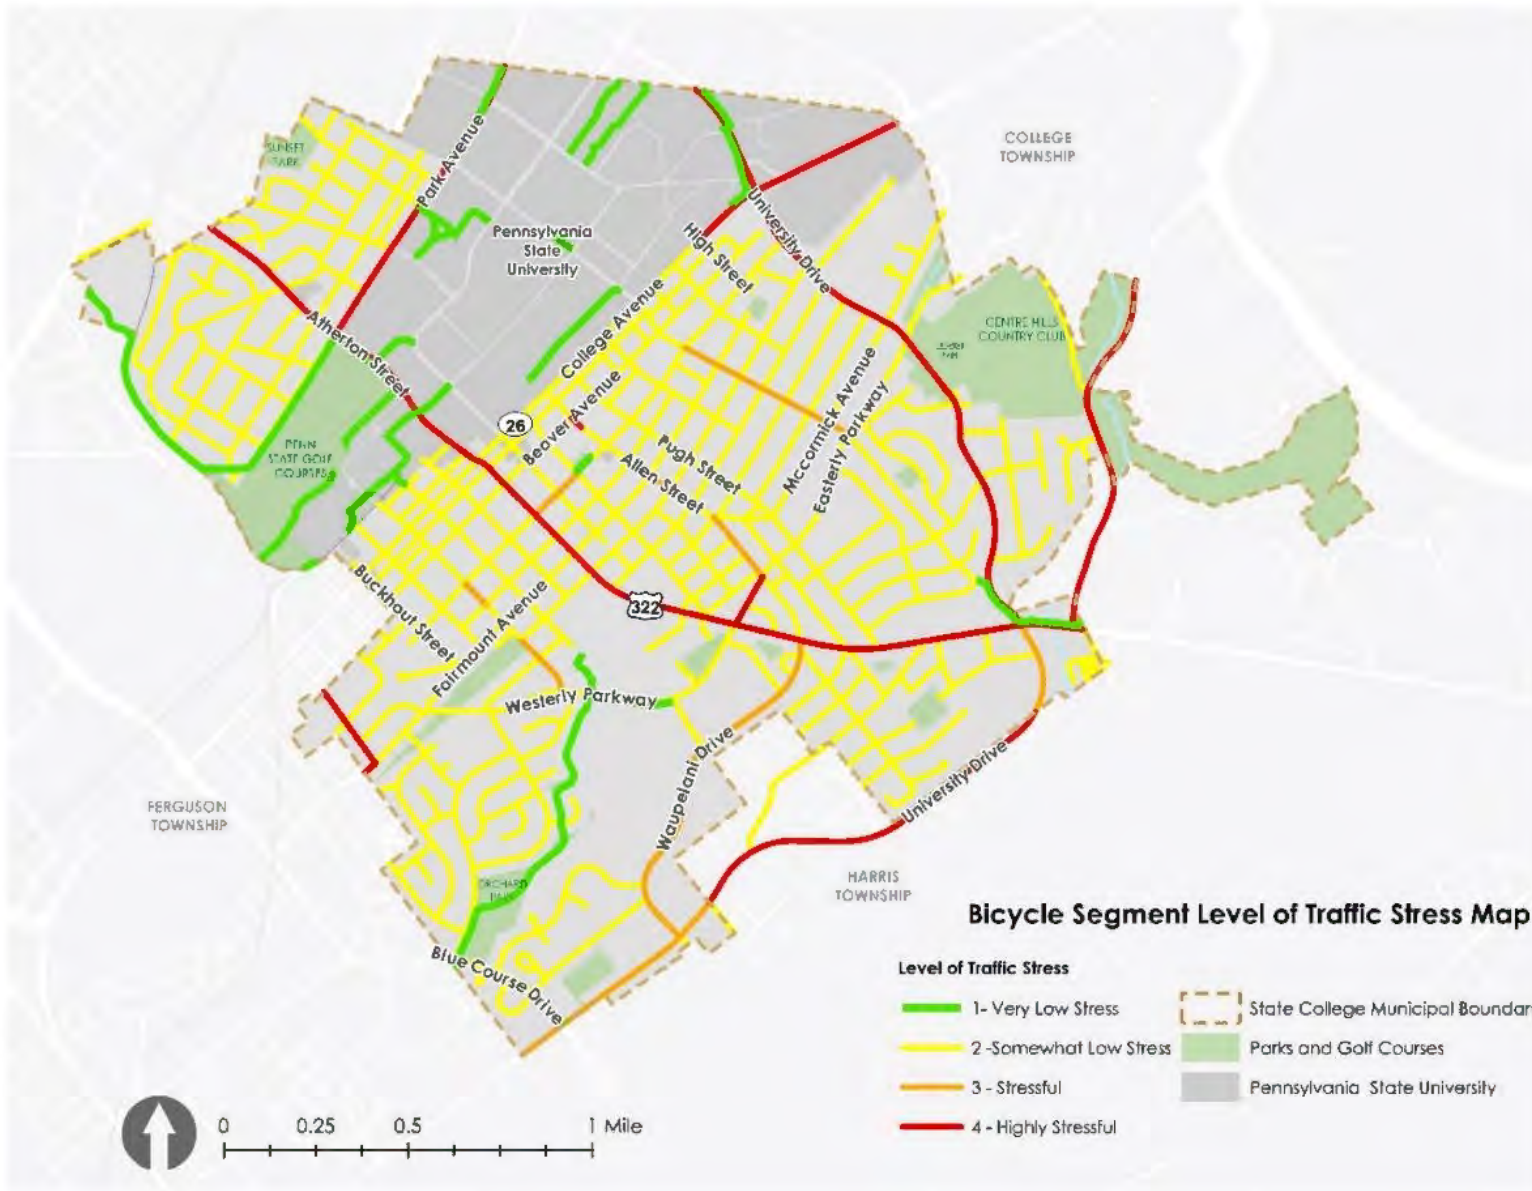 COLLEGE
TOWNSHIP
SUNSET
PARK
Park Avenue
Pennsylvania
State
University
University Drive
High Street
College Avenue
Atherton Street
CENTRE HILLS
COUNTRY CLUB
PENN
STATE GOLF
COURSES
26
Beaver Avenue
Pugh Street
Allen Street
Mccormick Avenue
Easterly Parkway
Buckhout Street
Fairmount Avenue
322
Westerly Parkway
Waupelani Drive
University Drive
FERGUSON
TOWNSHIP
HARRIS
TOWNSHIP
ORCHARD
PARK
Blue Course Drive
Bicycle Segment Level of Traffic Stress Map
Level of Traffic Stress
1- Very Low Stress
2 -Somewhat Low Stress
3 - Stressful
4 - Highly Stressful
State College Municipal Boundar
Parks and Golf Courses
Pennsylvania State University
0 0.25 0.5 1 Mile